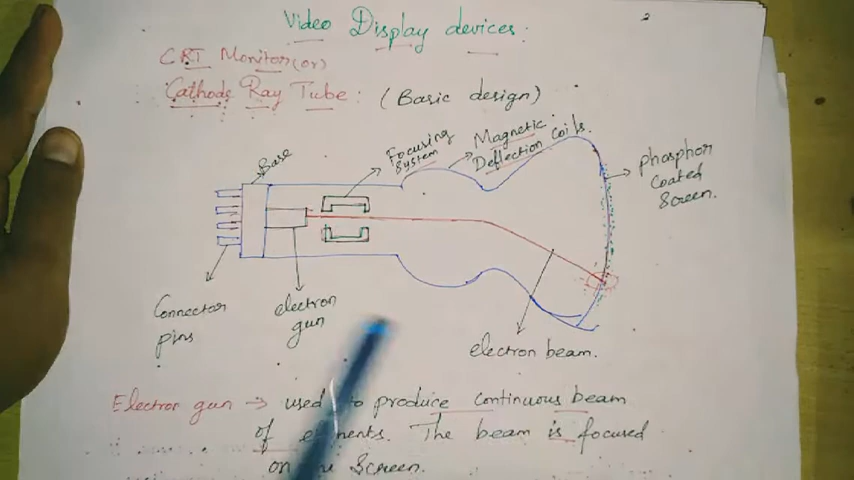 2
Video Display devices:
CRT Monitor (or)
Cathode Ray Tube: (Basic design)
Base
Focusing
System
Magnetic
Deflection Coils.
phosphor
Coated
Screen.
Connector
pins
electron
gun
electron beam.
Electron gun → used to produce continuous beam
of The beam is focused
on Screen.